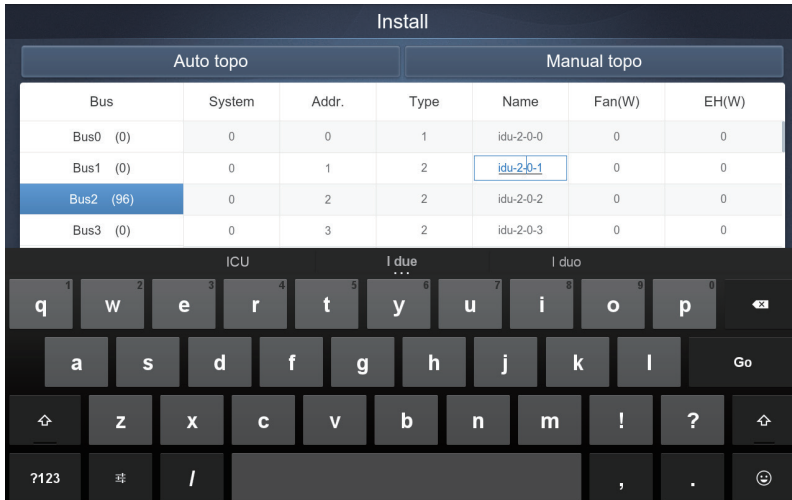 Install
Auto topo Manual topo
Bus System Addr. Type Name Fan(W) EH(W)
Bus0 (0) 0 0 1 idu-2-0-0 0 0
Bus1 (0) 0 1 2 idu-2-0-1 0 0
Bus2 (96) 0 2 2 idu-2-0-2 0 0
Bus3 (0) 0 3 2 idu-2-0-3 0 0
ICU I due I duo
1 2 3 4 5 6 7 8 9 0
q w e r t y u i o p
a s d f g h j k l Go
z x c v b n m ! ?
?123 / , .